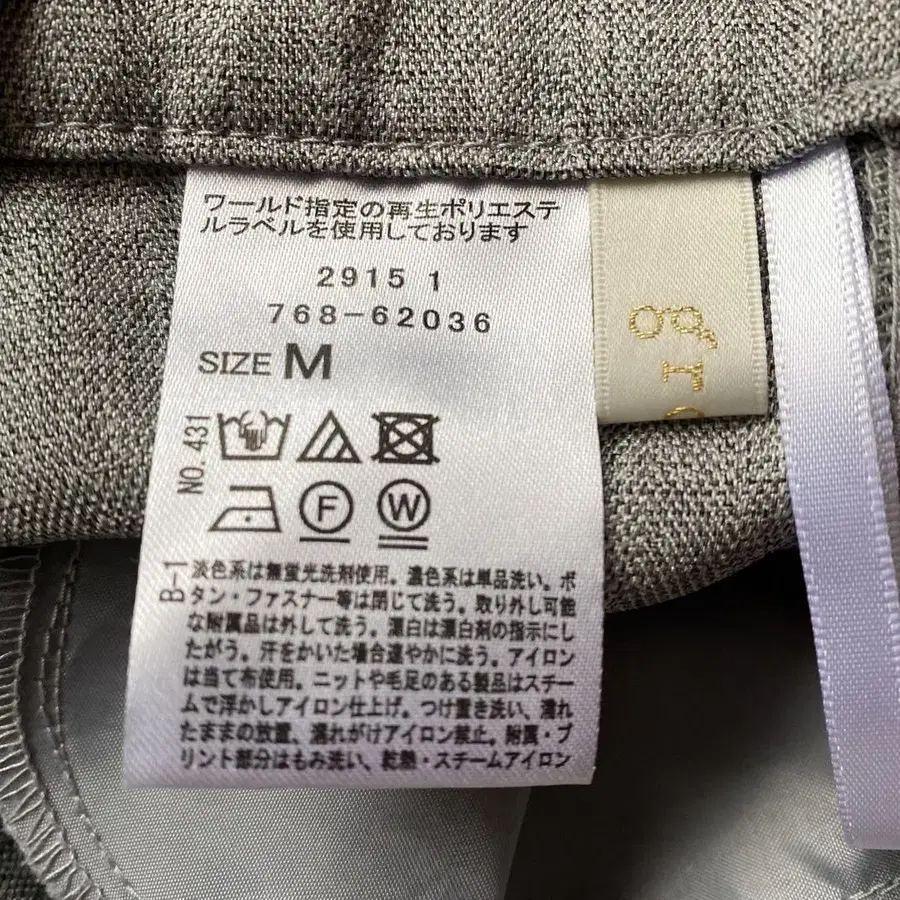 ワールド指定の再生ポリエステ
ルラベルを使用しております
2915 1
768-62036
SIZE M
NO. 431
F
W
B-1
淡色系は無蛍光洗剤使用。濃色系は単品洗い。ボ
タン・ファスナー等は閉じて洗う。取り外し可能
な附属品は外して洗う。漂白は漂白剤の指示にし
たがう。汗をかいた場合速やかに洗う。アイロン
は当て布使用。ニットや毛足のある製品はスチー
ムで浮かしアイロン仕上げ。つけ置き洗い、濡れ
たままの放置、濡れがけアイロン禁止。附属・プ
リント部分はもみ洗い、乾熱・スチームアイロン
gr